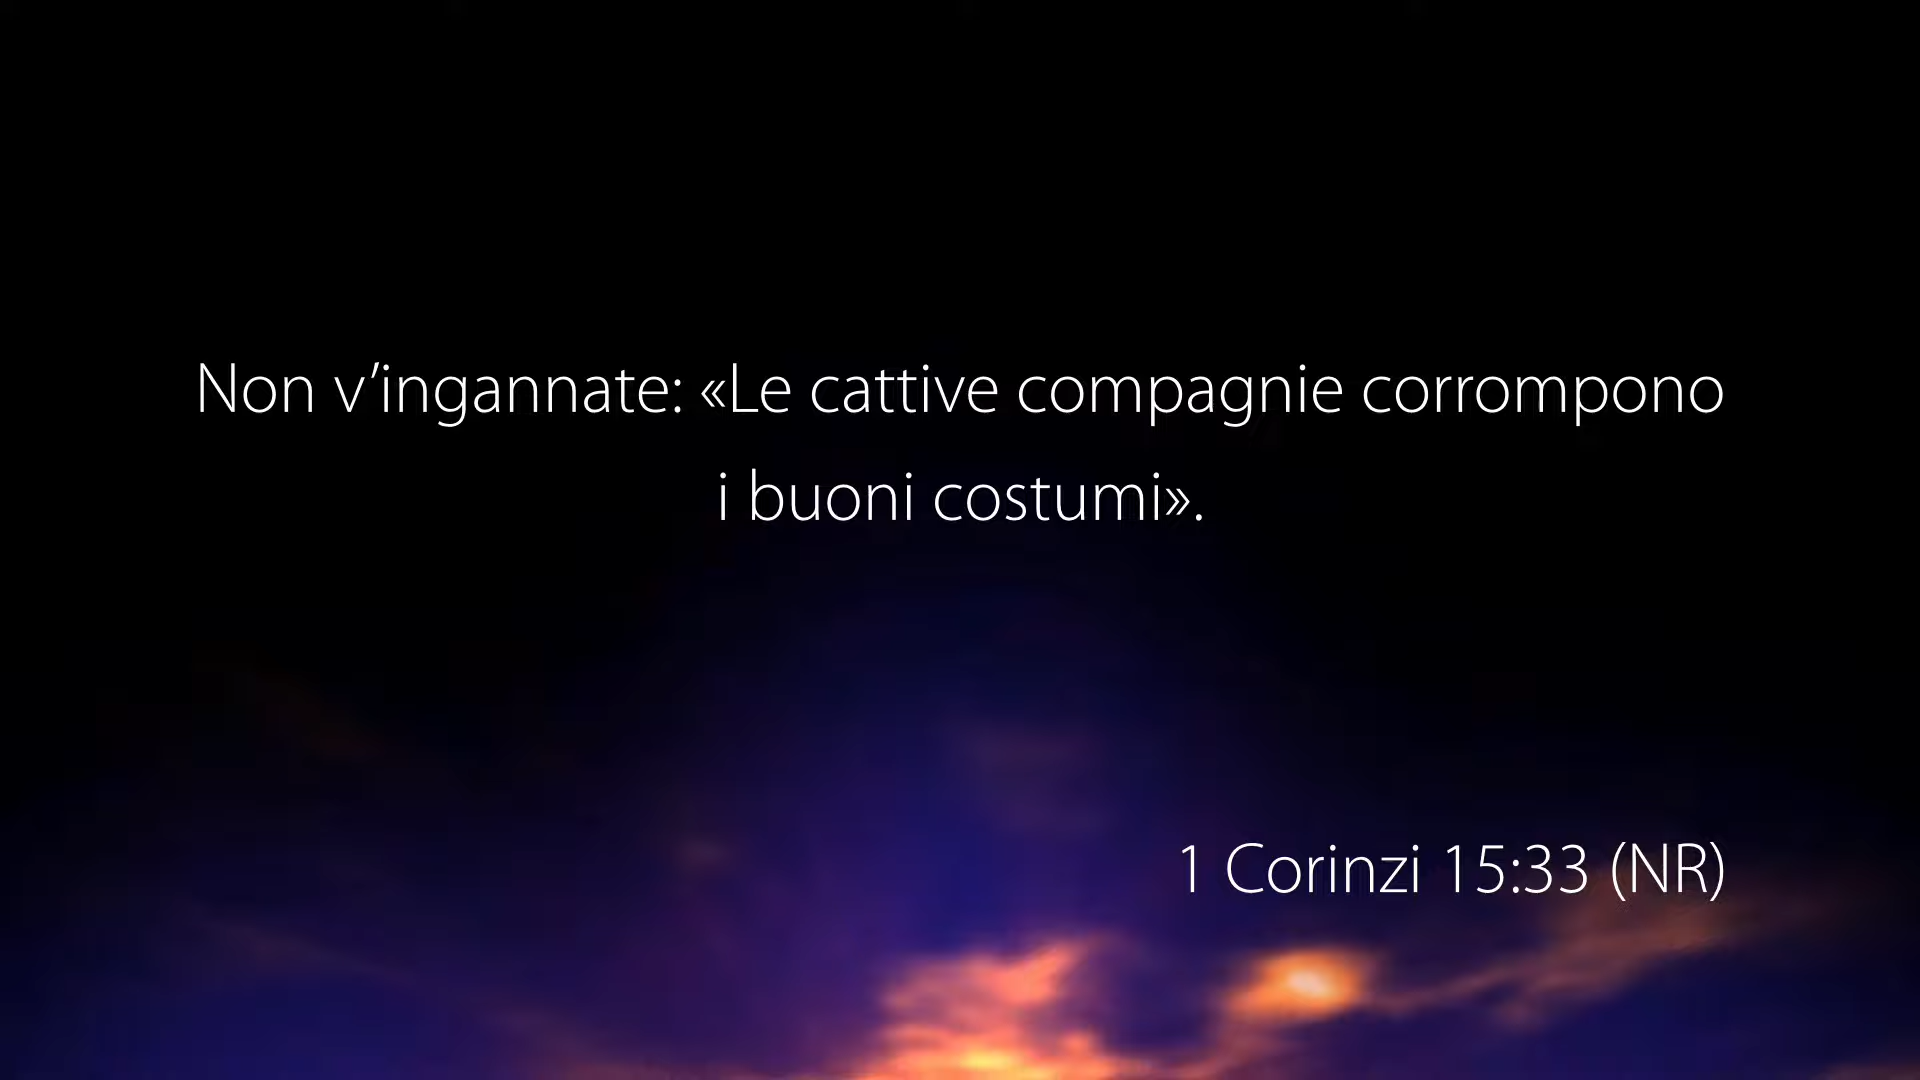 Non v’ingannate: «Le cattive compagnie corrompono
i buoni costumi».
1 Corinzi 15:33 (NR)